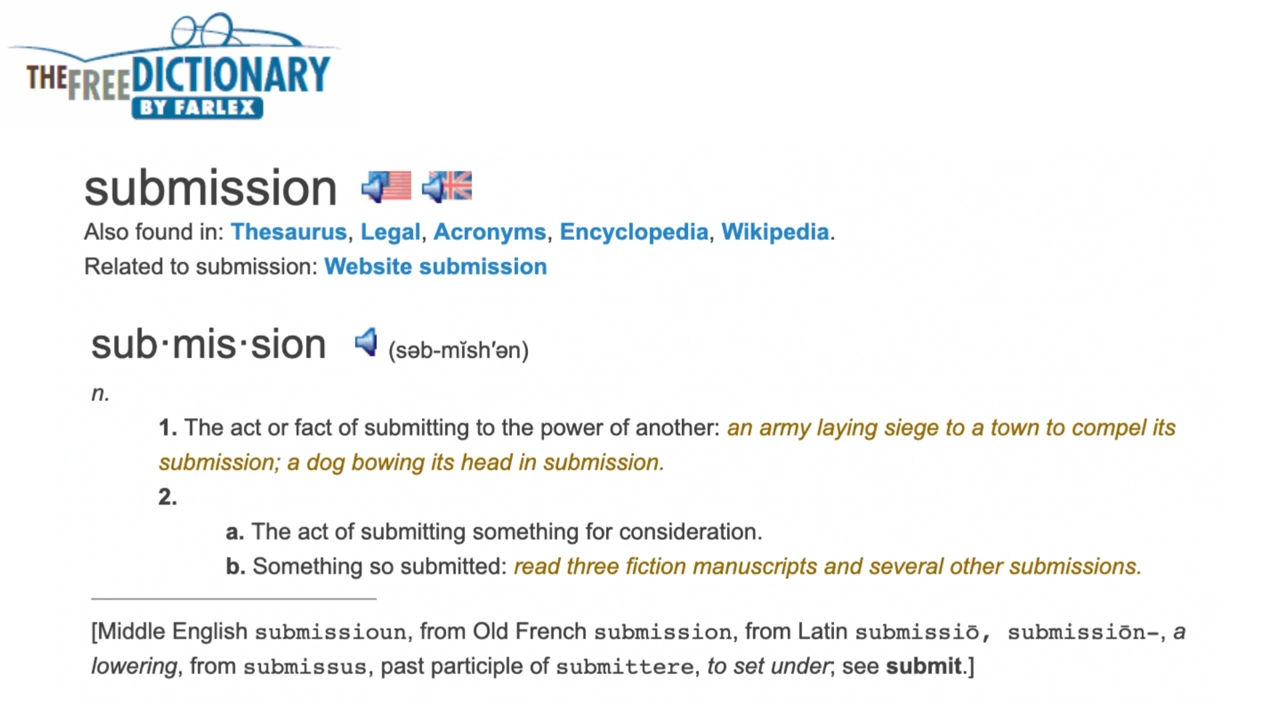 THEFREEDICTIONARY
BY FARLEX
submission
Also found in: Thesaurus, Legal, Acronyms, Encyclopedia, Wikipedia.
Related to submission: Website submission
sub·mis·sion (səb-mĭsh′ən)
n.
1. The act or fact of submitting to the power of another: an army laying siege to a town to compel its
submission; a dog bowing its head in submission.
2.
a. The act of submitting something for consideration.
b. Something so submitted: read three fiction manuscripts and several other submissions.
[Middle English submissioun, from Old French submission, from Latin submissiō, submissiōn-, a
lowering, from submissus, past participle of submittere, to set under; see submit.]